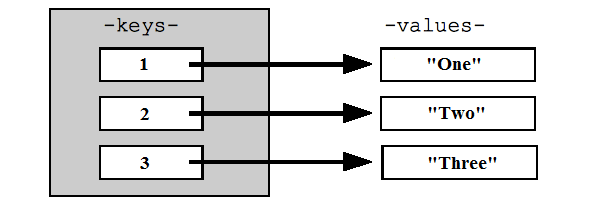 -keys- -values-
1 "One"
2 "Two"
3 "Three"